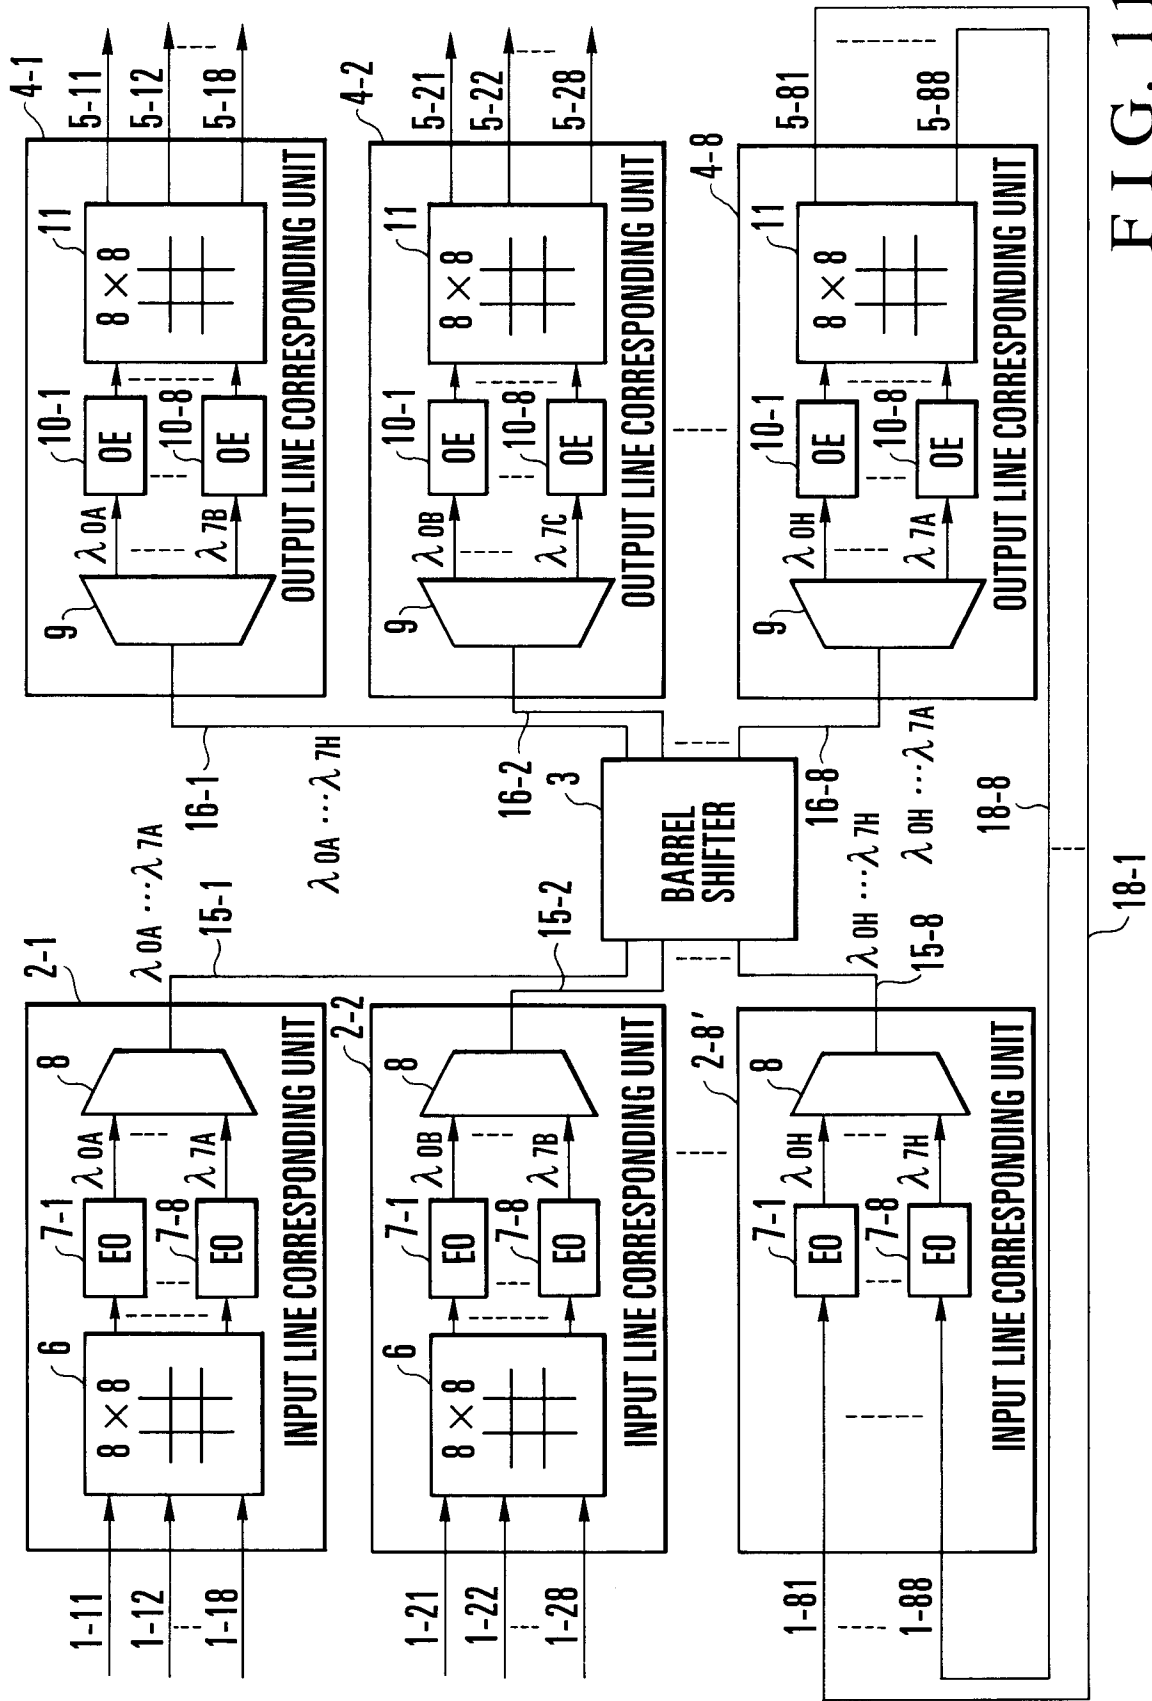 1-11
1-12
1-18
2-1
6
8 × 8
7-1
EO
7-8
EO
λ 0A
λ 7A
8
INPUT LINE CORRESPONDING UNIT
1-21
1-22
1-28
2-2
6
8 × 8
7-1
EO
7-8
EO
λ 0B
λ 7B
8
INPUT LINE CORRESPONDING UNIT
1-81
1-88
2-8'
7-1
EO
7-8
EO
λ 0H
λ 7H
8
INPUT LINE CORRESPONDING UNIT
λ 0A ···λ 7A
15-1
15-2
λ 0H ···λ 7H
15-8
3
BARREL
SHIFTER
16-1
λ 0A ···λ 7H
16-2
16-8
λ 0H ···λ 7A
18-8
18-1
4-1
9
λ 0A
λ 7B
10-1
OE
10-8
OE
11
8 × 8
OUTPUT LINE CORRESPONDING UNIT
5-11
5-12
5-18
4-2
9
λ 0B
λ 7C
10-1
OE
10-8
OE
11
8 × 8
OUTPUT LINE CORRESPONDING UNIT
5-21
5-22
5-28
4-8
9
λ 0H
λ 7A
10-1
OE
10-8
OE
11
8 × 8
OUTPUT LINE CORRESPONDING UNIT
5-81
5-88
FIG. 11